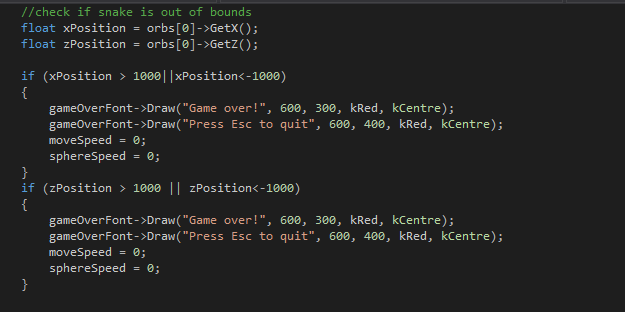 //check if snake is out of bounds
float xPosition = orbs[0]->GetX();
float zPosition = orbs[0]->GetZ();

if (xPosition > 1000||xPosition<-1000)
{
    gameOverFont->Draw("Game over!", 600, 300, kRed, kCentre);
    gameOverFont->Draw("Press Esc to quit", 600, 400, kRed, kCentre);
    moveSpeed = 0;
    sphereSpeed = 0;
}
if (zPosition > 1000 || zPosition<-1000)
{
    gameOverFont->Draw("Game over!", 600, 300, kRed, kCentre);
    gameOverFont->Draw("Press Esc to quit", 600, 400, kRed, kCentre);
    moveSpeed = 0;
    sphereSpeed = 0;
}